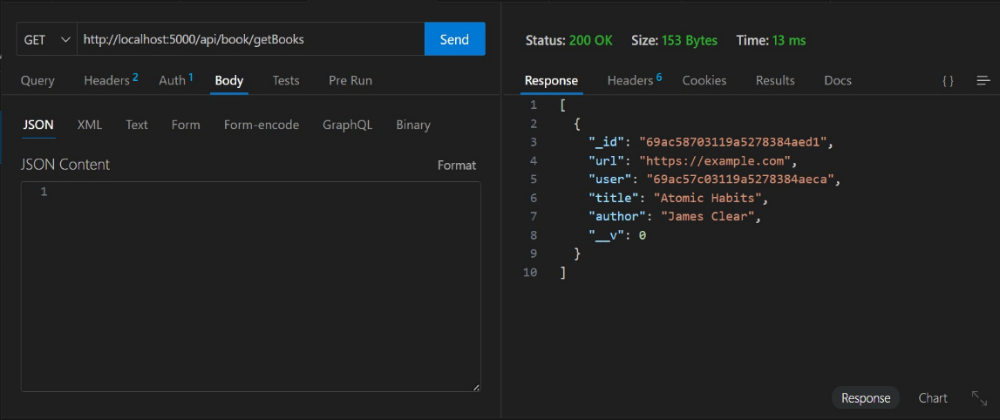 GET http://localhost:5000/api/book/getBooks Send
Query Headers 2 Auth 1 Body Tests Pre Run
JSON XML Text Form Form-encode GraphQL Binary
JSON Content Format
1
Status: 200 OK Size: 153 Bytes Time: 13 ms
Response Headers 6 Cookies Results Docs { }
1 [
2 {
3 "_id": "69ac58703119a5278384aed1",
4 "url": "https://example.com",
5 "user": "69ac57c03119a5278384aeca",
6 "title": "Atomic Habits",
7 "author": "James Clear",
8 "__v": 0
9 }
10 ]
Response Chart